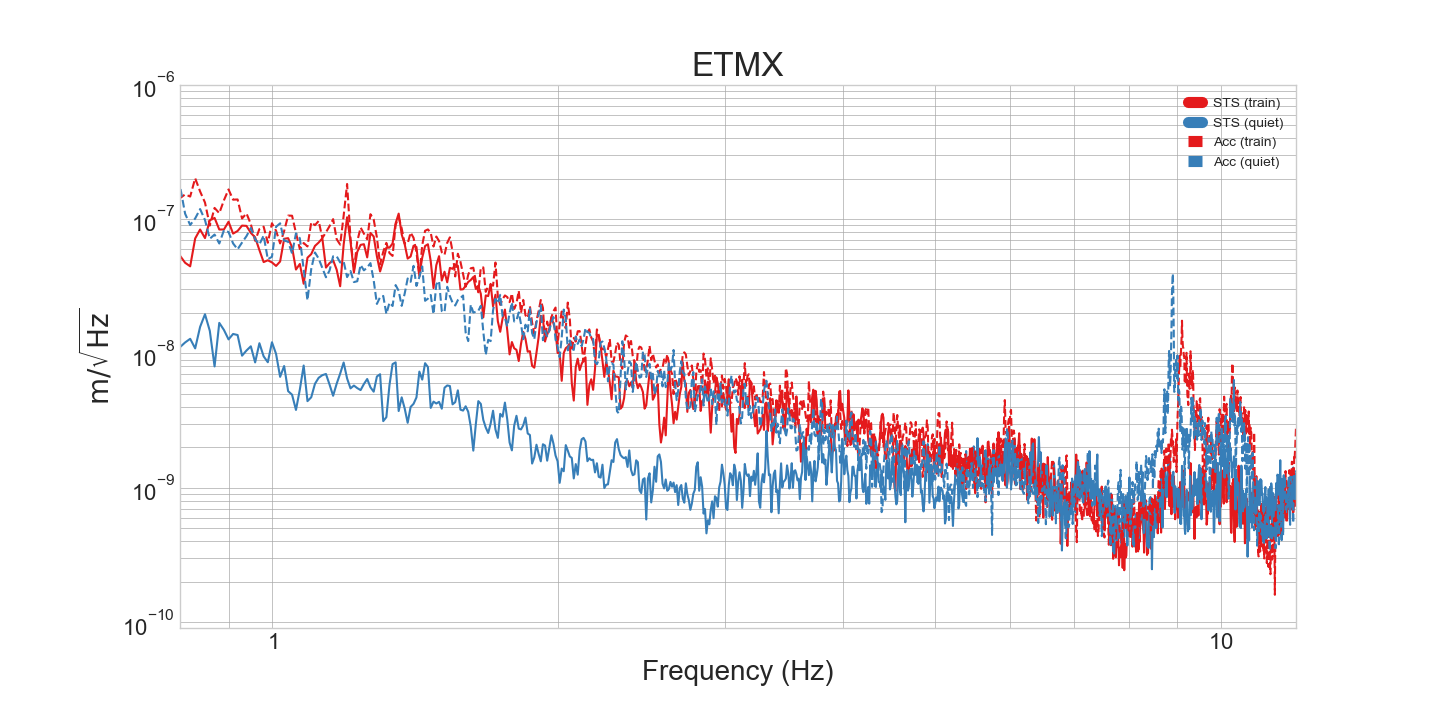 ETMX
10⁻⁶
10⁻⁷
10⁻⁸
10⁻⁹
10⁻¹⁰
m/√Hz
STS (train)
STS (quiet)
Acc (train)
Acc (quiet)
1
10
Frequency (Hz)